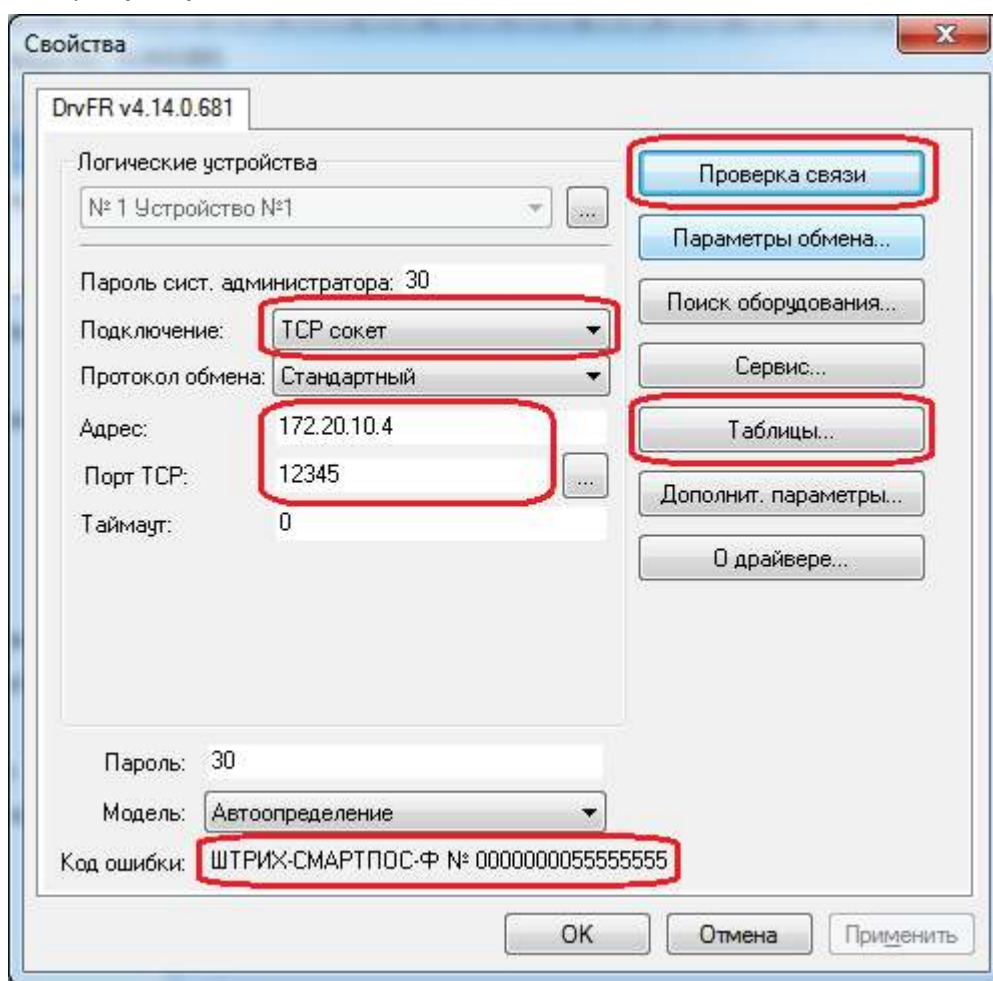 Свойства
DrvFR v4.14.0.681
Логические устройства
№ 1 Устройство №1
...
Пароль сист. администратора: 30
Подключение: TCP сокет
Протокол обмена: Стандартный
Адрес: 172.20.10.4
Порт TCP: 12345
...
Таймаут: 0
Проверка связи
Параметры обмена...
Поиск оборудования...
Сервис...
Таблицы...
Дополнит. параметры...
О драйвере...
Пароль: 30
Модель: Автоопределение
Код ошибки: ШТРИХ-СМАРТПОС-Ф № 0000000055555555
ОК Отмена Применить